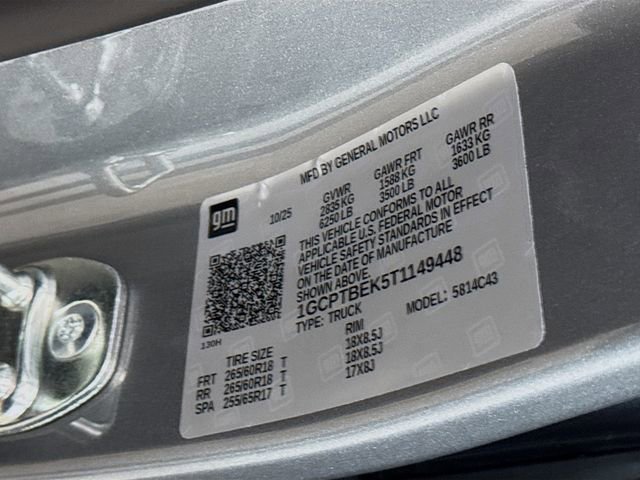 MFD BY GENERAL MOTORS LLC
gm
10/25
GVWR GAWR FRT GAWR RR
2835 KG 1588 KG 1633 KG
6250 LB 3500 LB 3600 LB
THIS VEHICLE CONFORMS TO ALL
APPLICABLE U.S. FEDERAL MOTOR
VEHICLE SAFETY STANDARDS IN EFFECT
ON THE DATE OF MANUFACTURE
SHOWN ABOVE.
1GCPTBEK5T1149448
TYPE: TRUCK MODEL: 5814C43
130H
TIRE SIZE RIM
FRT 265/60R18 T 18X8.5J
RR 265/60R18 T 18X8.5J
SPA 255/65R17 T 17X8J